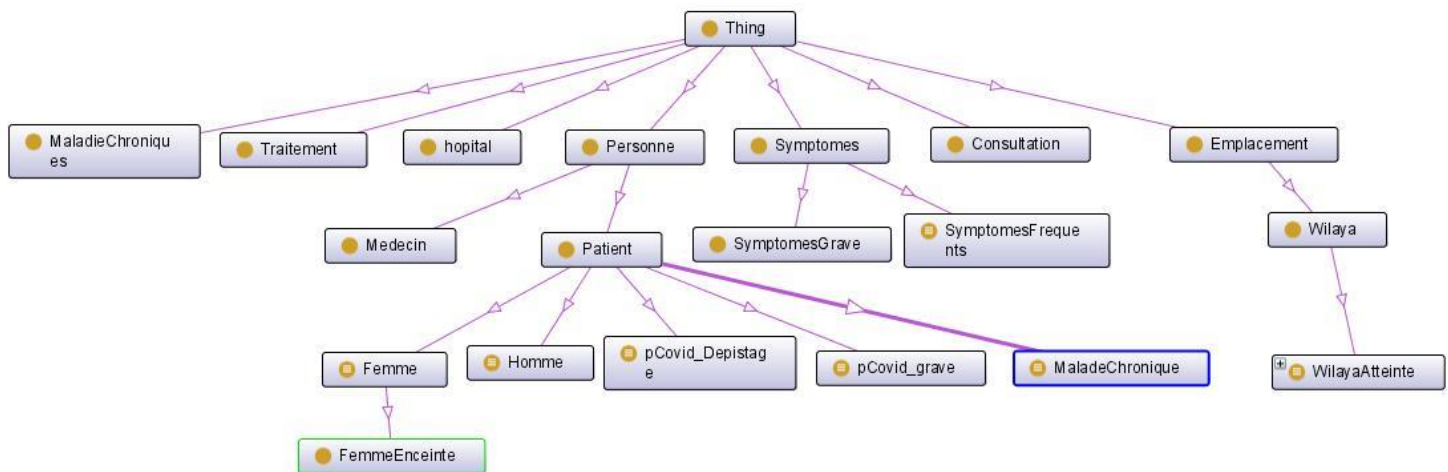 Thing
MaladieChroniqu
es
Traitement
hopital
Personne
Symptomes
Consultation
Emplacement
Medecin
Patient
SymptomesGrave
SymptomesFreque
nts
Wilaya
Femme
Homme
pCovid_Depistag
e
pCovid_grave
MaladeChronique
WilayaAtteinte
FemmeEnceinte